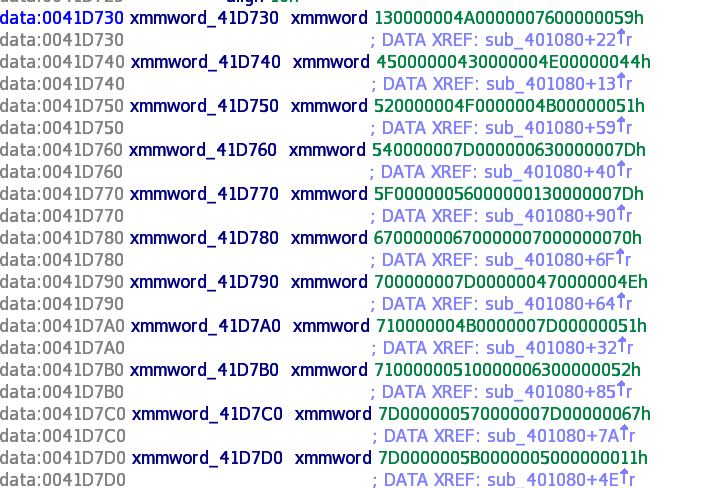 data:0041D730 xmmword_41D730 xmmword 130000004A0000007600000059h
data:0041D730 ; DATA XREF: sub_401080+22↑r
data:0041D740 xmmword_41D740 xmmword 45000000430000004E00000044h
data:0041D740 ; DATA XREF: sub_401080+13↑r
data:0041D750 xmmword_41D750 xmmword 520000004F0000004B00000051h
data:0041D750 ; DATA XREF: sub_401080+59↑r
data:0041D760 xmmword_41D760 xmmword 540000007D000000630000007Dh
data:0041D760 ; DATA XREF: sub_401080+40↑r
data:0041D770 xmmword_41D770 xmmword 5F00000056000000130000007Dh
data:0041D770 ; DATA XREF: sub_401080+90↑r
data:0041D780 xmmword_41D780 xmmword 67000000670000007000000070h
data:0041D780 ; DATA XREF: sub_401080+6F↑r
data:0041D790 xmmword_41D790 xmmword 700000007D000000470000004Eh
data:0041D790 ; DATA XREF: sub_401080+64↑r
data:0041D7A0 xmmword_41D7A0 xmmword 710000004B0000007D00000051h
data:0041D7A0 ; DATA XREF: sub_401080+32↑r
data:0041D7B0 xmmword_41D7B0 xmmword 71000000510000006300000052h
data:0041D7B0 ; DATA XREF: sub_401080+85↑r
data:0041D7C0 xmmword_41D7C0 xmmword 7D000000570000007D00000067h
data:0041D7C0 ; DATA XREF: sub_401080+7A↑r
data:0041D7D0 xmmword_41D7D0 xmmword 7D0000005B0000005000000011h
data:0041D7D0 ; DATA XREF: sub_401080+4E↑r